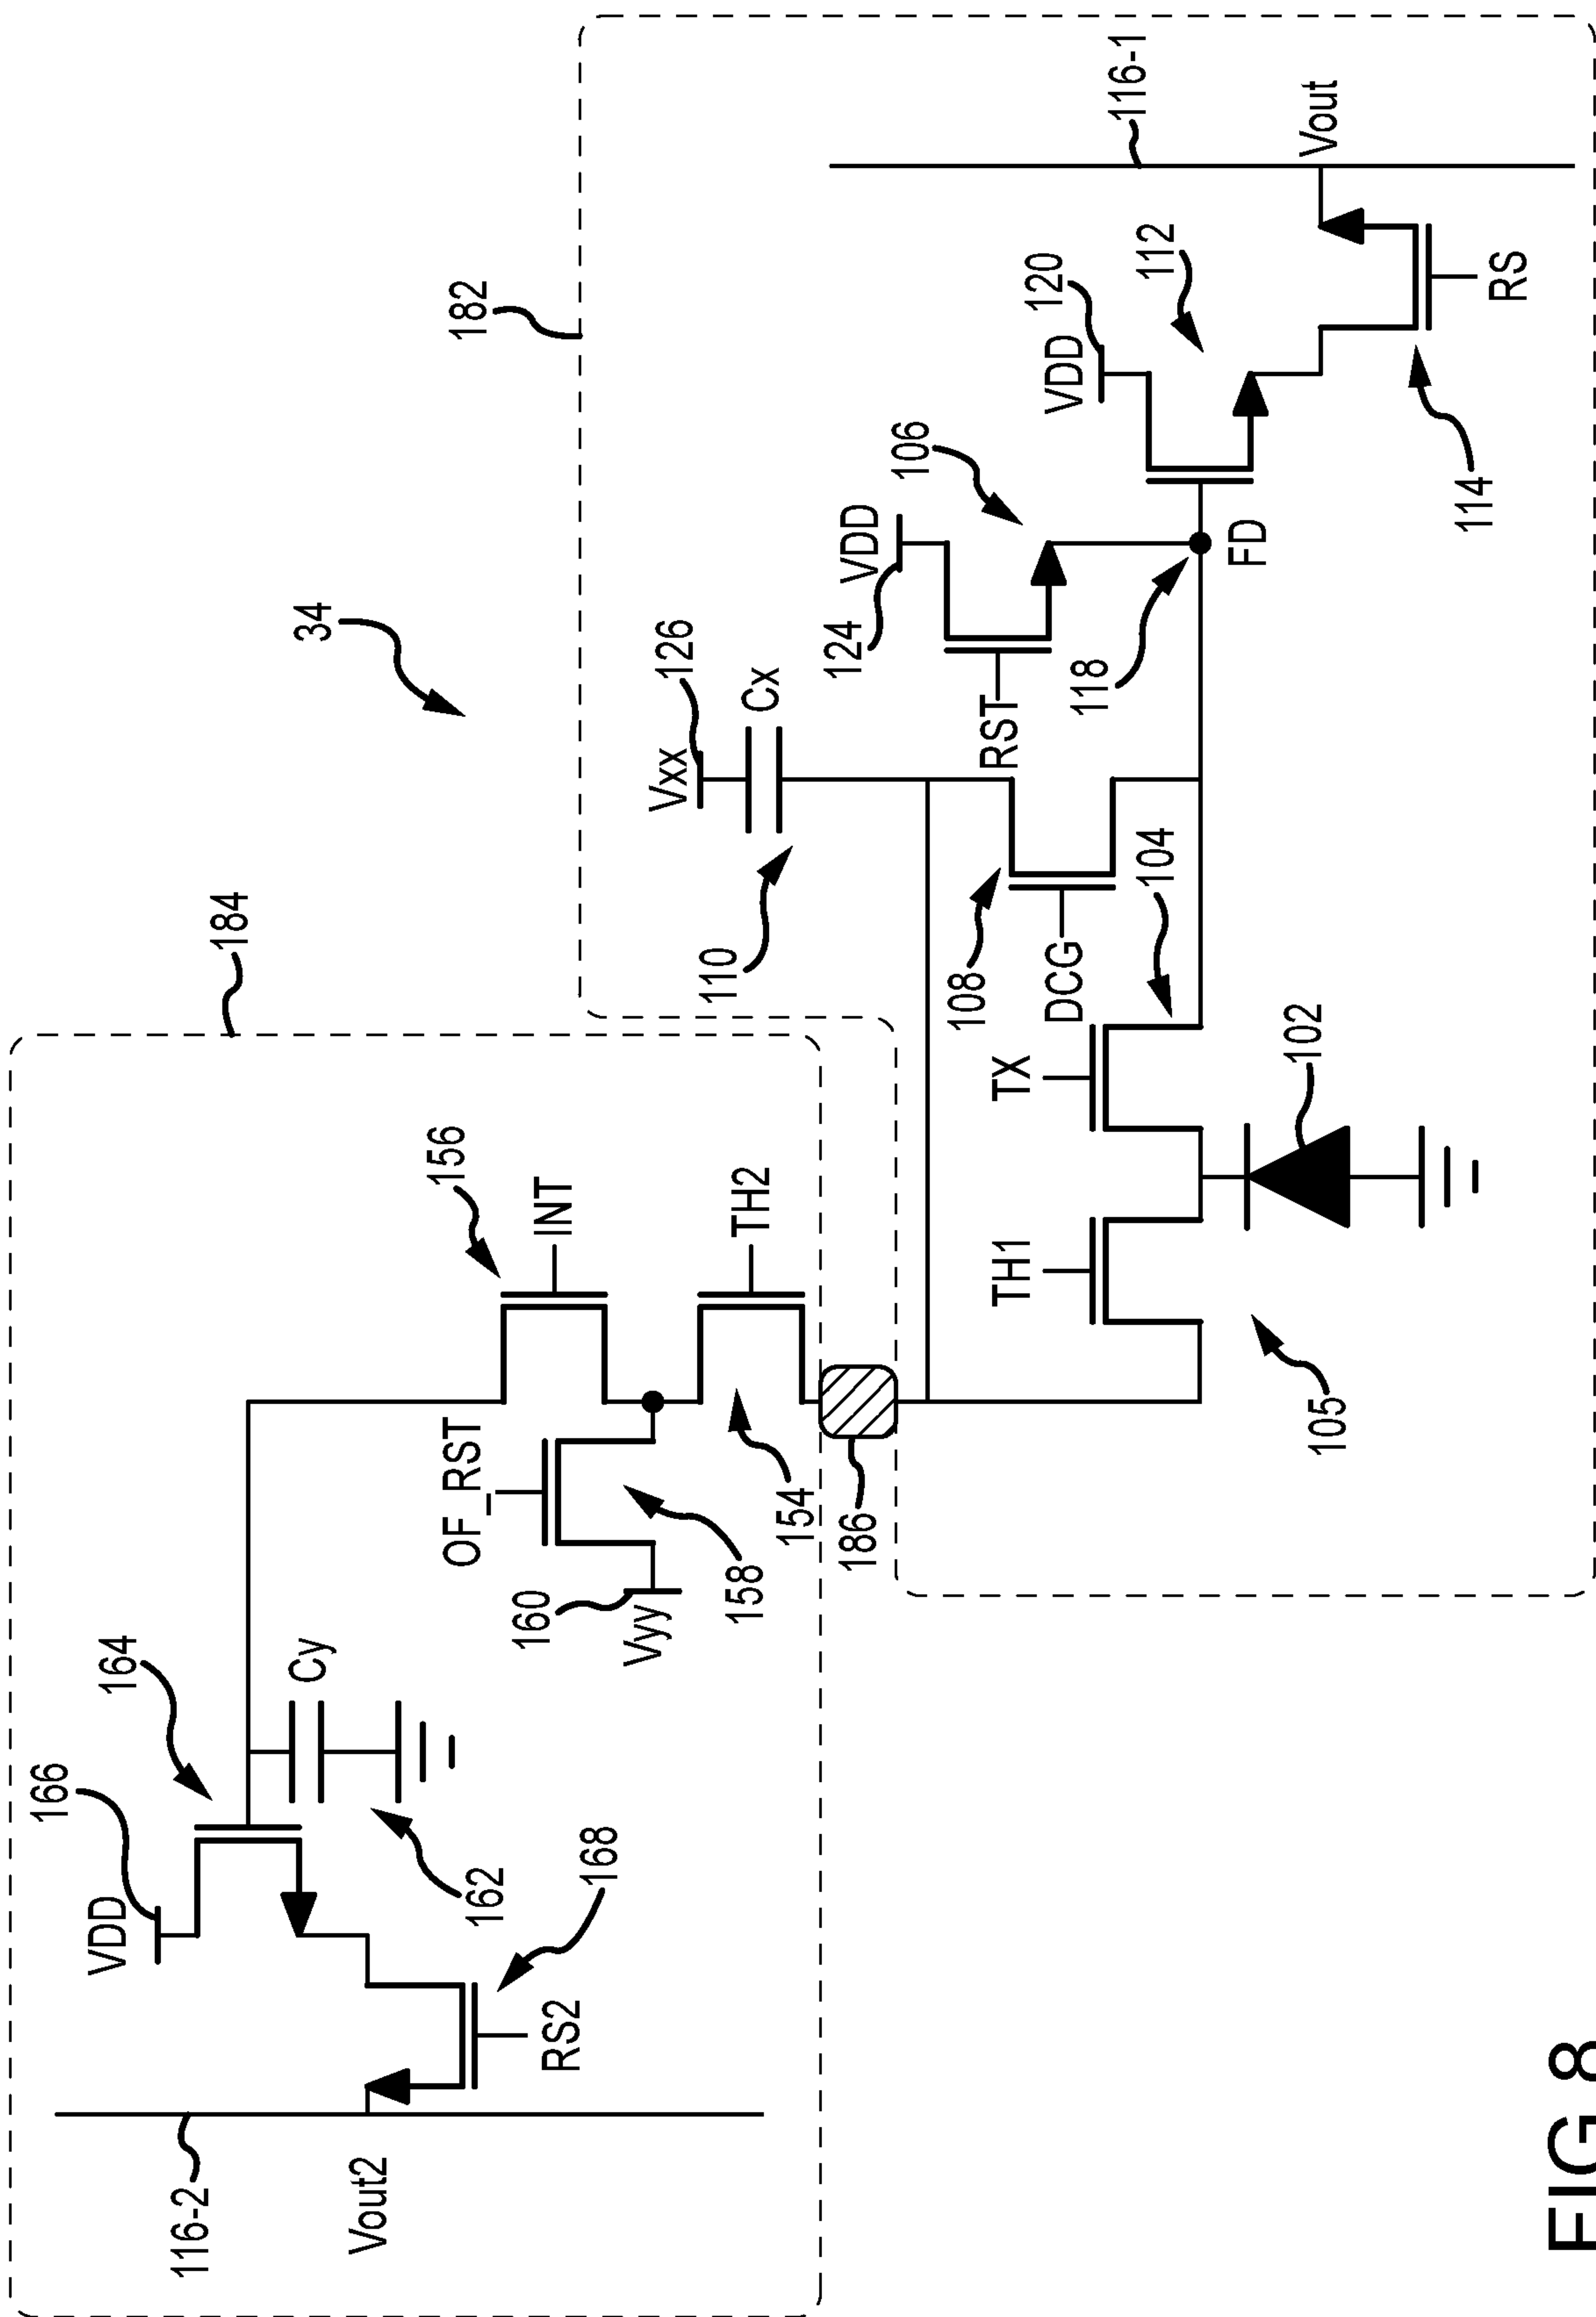 34
184
182
116-2
Vout2
RS2
168
VDD
166
164
162
Cy
OF_RST
160
Vyy
158
154
156
INT
TH2
186
105
TH1
TX
102
104
DCG
108
110
Vxx
126
Cx
RST
124
VDD
106
118
FD
VDD
120
112
114
RS
Vout
116-1
FIG.8